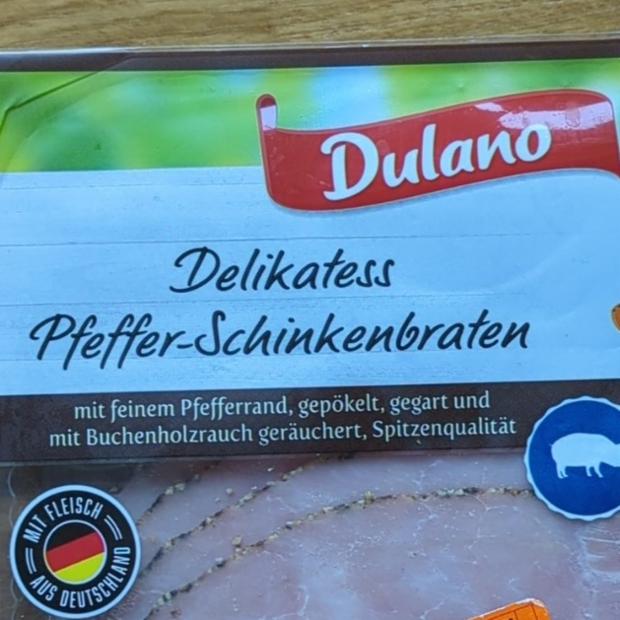 Dulano
Delikatess
Pfeffer-Schinkenbraten
mit feinem Pfefferrand, gepökelt, gegart und
mit Buchenholzrauch geräuchert, Spitzenqualität
MIT FLEISCH
AUS DEUTSCHLAND